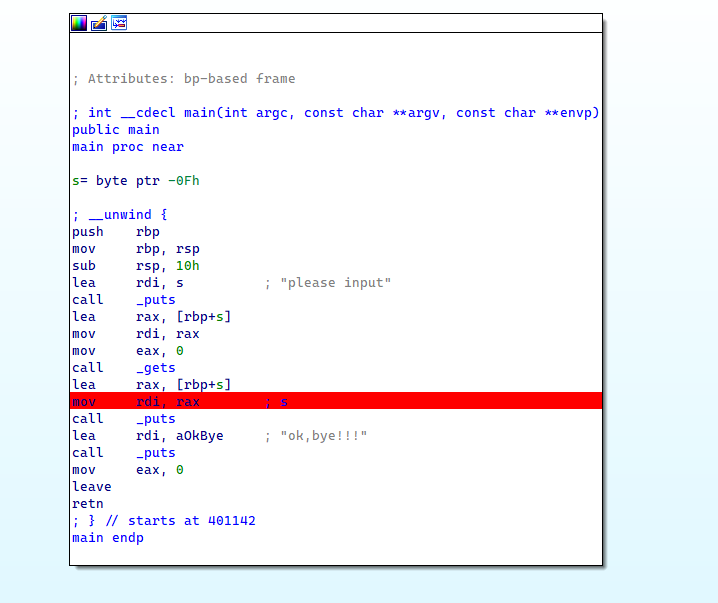 ; Attributes: bp-based frame
; int __cdecl main(int argc, const char **argv, const char **envp)
public main
main proc near
s= byte ptr -0Fh
; __unwind {
push    rbp
mov     rbp, rsp
sub     rsp, 10h
lea     rdi, s          ; "please input"
call    _puts
lea     rax, [rbp+s]
mov     rdi, rax
mov     eax, 0
call    _gets
lea     rax, [rbp+s]
mov     rdi, rax        ; s
call    _puts
lea     rdi, aOkBye     ; "ok,bye!!!"
call    _puts
mov     eax, 0
leave
retn
; } // starts at 401142
main endp